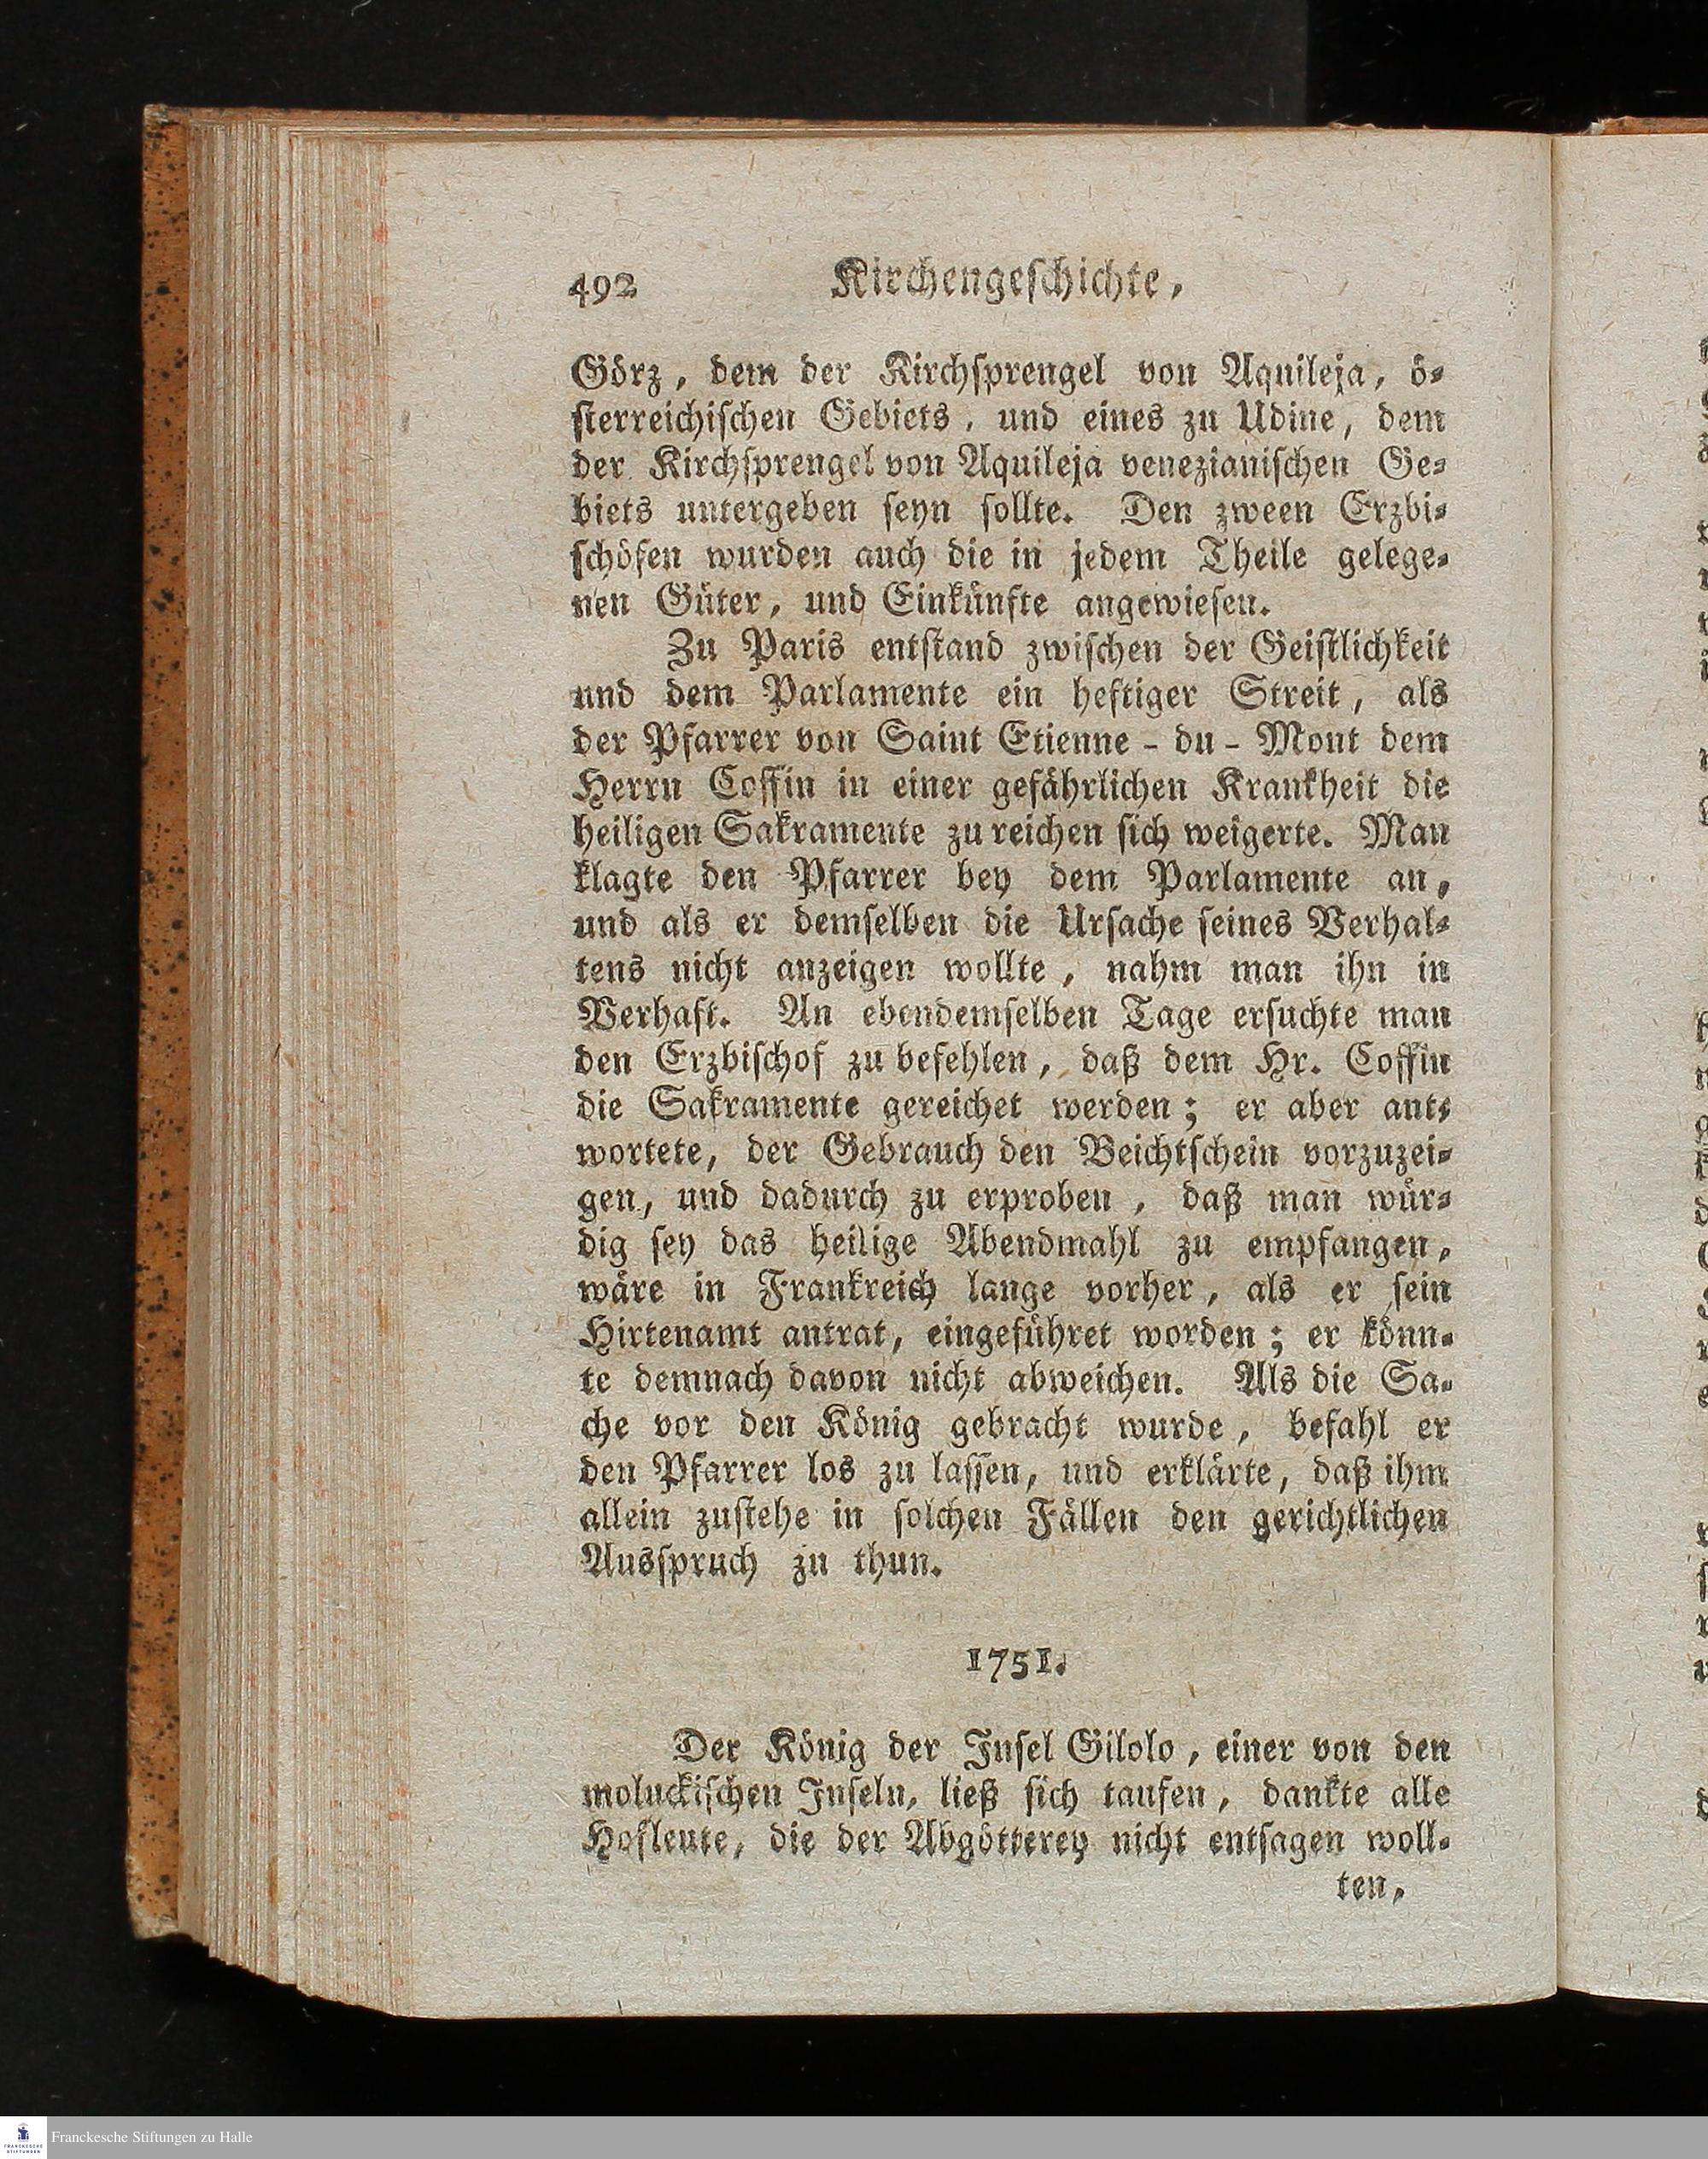 492 Kirchengeschichte,
Görz, dem der Kirchsprengel von Aquileja, ö-
sterreichischen Gebiets, und eines zu Udine, dem
der Kirchsprengel von Aquileja venezianischen Ge-
biets untergeben seyn sollte. Den zween Erzbi-
schöfen wurden auch die in jedem Theile gelege-
nen Güter, und Einkünfte angewiesen.
Zu Paris entstand zwischen der Geistlichkeit
und dem Parlamente ein heftiger Streit, als
der Pfarrer von Saint Etienne - du - Mont dem
Herrn Coffin in einer gefährlichen Krankheit die
heiligen Sakramente zu reichen sich weigerte. Man
klagte den Pfarrer bey dem Parlamente an,
und als er demselben die Ursache seines Verhal-
tens nicht anzeigen wollte, nahm man ihn in
Verhaft. An ebendemselben Tage ersuchte man
den Erzbischof zu befehlen, daß dem Hr. Coffin
die Sakramente gereichet werden; er aber ant-
wortete, der Gebrauch den Beichtschein vorzuzei-
gen, und dadurch zu erproben, daß man wür-
dig sey das heilige Abendmahl zu empfangen,
wäre in Frankreich lange vorher, als er sein
Hirtenamt antrat, eingeführet worden; er könn-
te demnach davon nicht abweichen. Als die Sa-
che vor den König gebracht wurde, befahl er
den Pfarrer los zu lassen, und erklärte, daß ihm
allein zustehe in solchen Fällen den gerichtlichen
Ausspruch zu thun.
1751.
Der König der Insel Gilolo, einer von den
moluckischen Inseln, ließ sich taufen, dankte alle
Hofleute, die der Abgötterey nicht entsagen woll-
ten,
FRANCKESCHE
STIFTUNGEN
Franckesche Stiftungen zu Halle